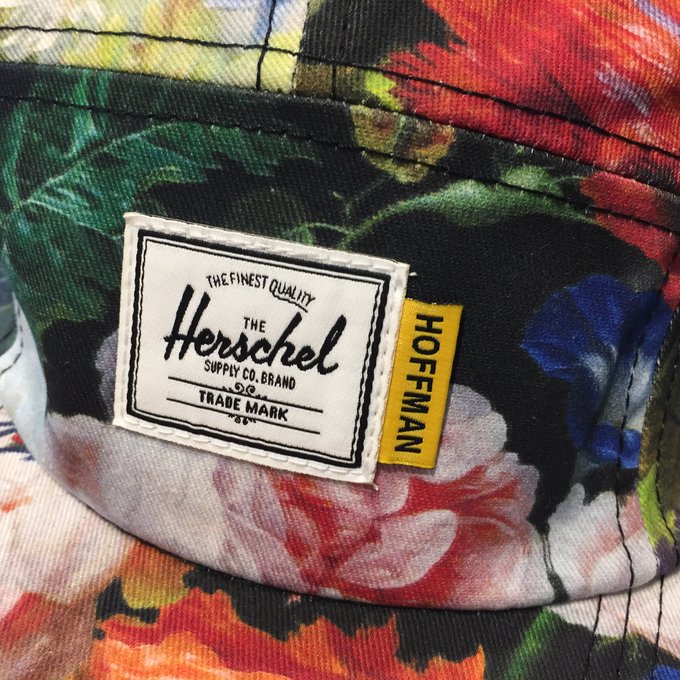 THE FINEST QUALITY
THE
Herschel
SUPPLY CO. BRAND
TRADE MARK
HOFFMAN